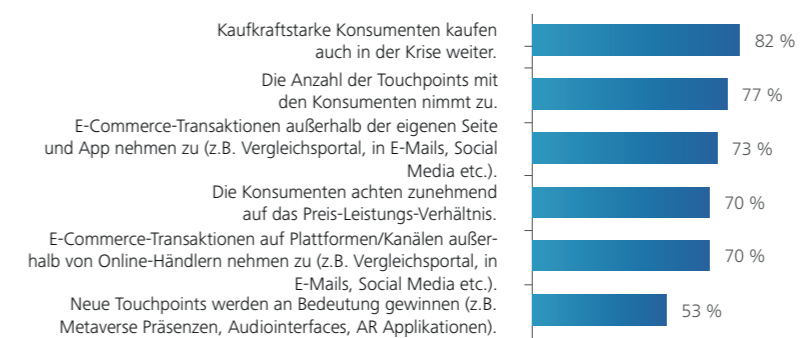 Kaufkraftstarke Konsumenten kaufen
auch in der Krise weiter.
82 %
Die Anzahl der Touchpoints mit
den Konsumenten nimmt zu.
77 %
E-Commerce-Transaktionen außerhalb der eigenen Seite
und App nehmen zu (z.B. Vergleichsportal, in E-Mails, Social
Media etc.).
73 %
Die Konsumenten achten zunehmend
auf das Preis-Leistungs-Verhältnis.
70 %
E-Commerce-Transaktionen auf Plattformen/Kanälen außer-
halb von Online-Händlern nehmen zu (z.B. Vergleichsportal, in
E-Mails, Social Media etc.).
70 %
Neue Touchpoints werden an Bedeutung gewinnen (z.B.
Metaverse Präsenzen, Audiointerfaces, AR Applikationen).
53 %